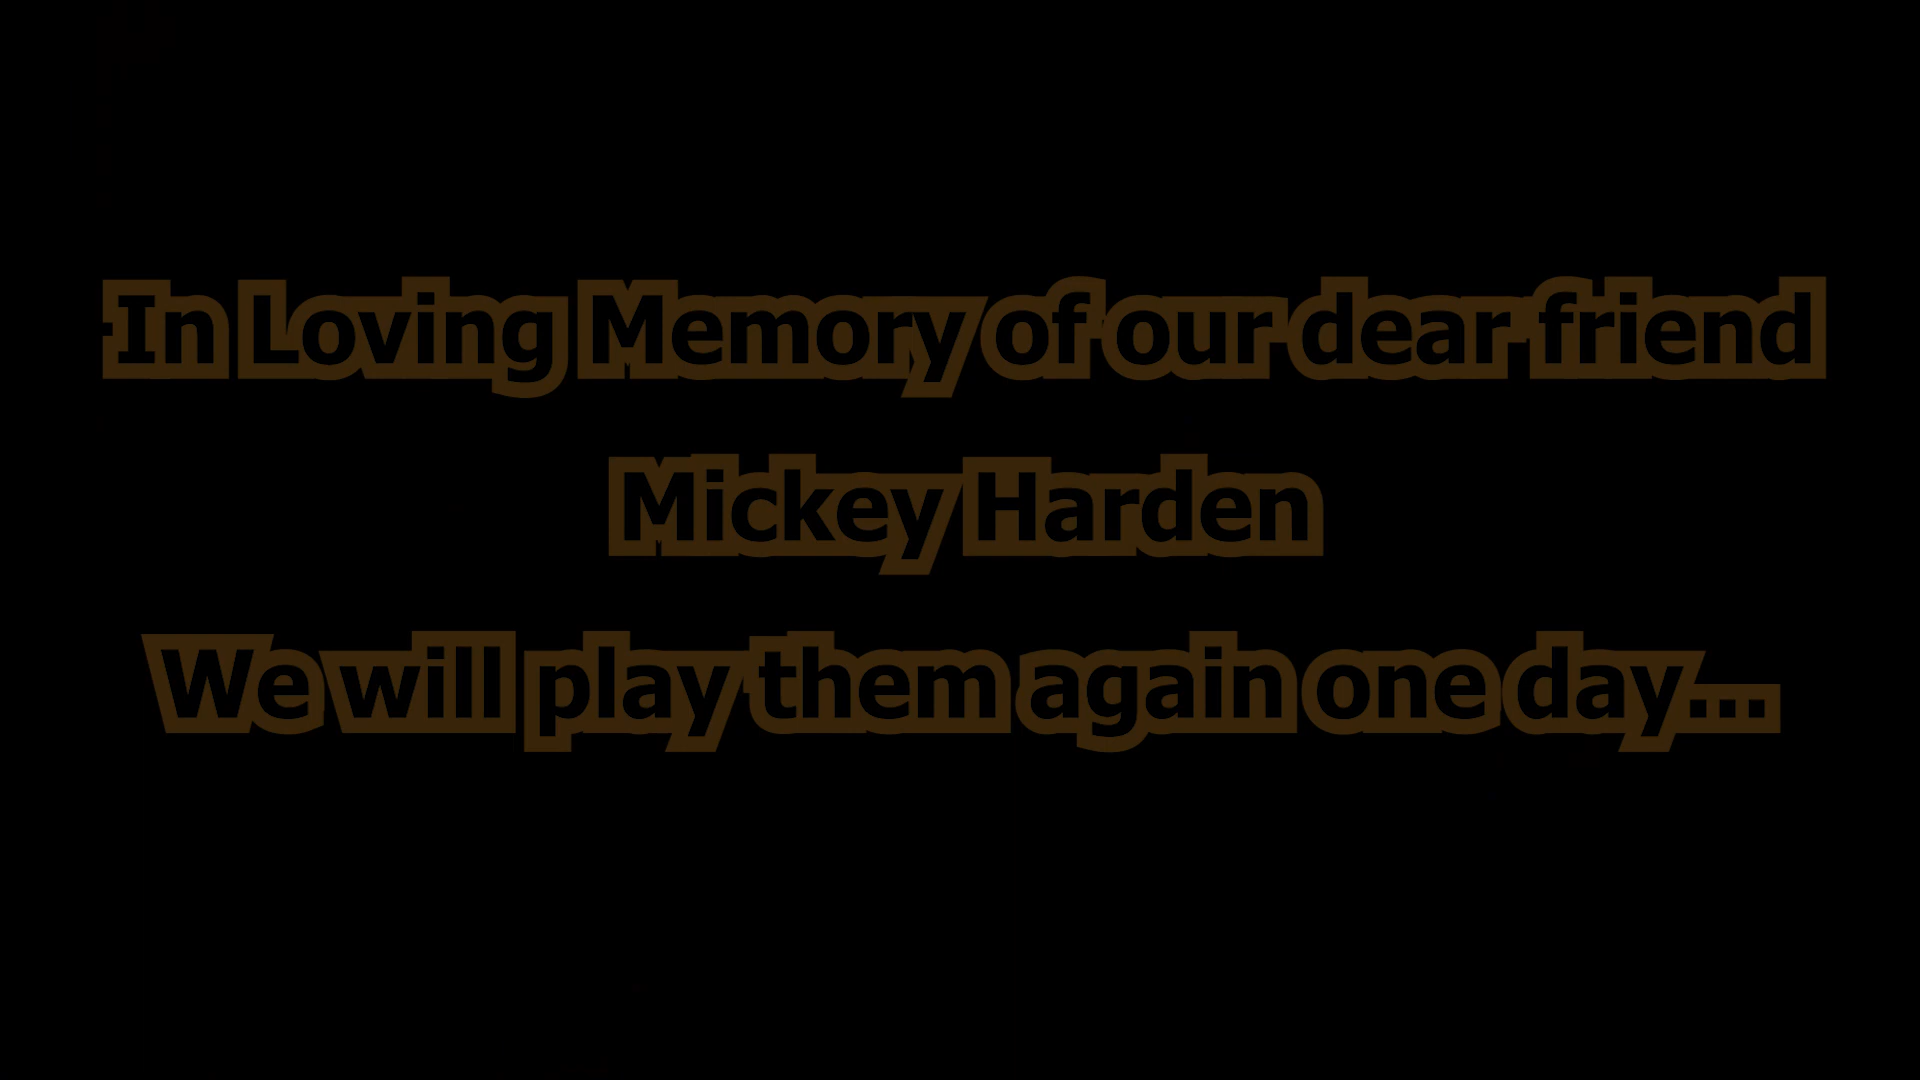 In Loving Memory of our dear friend
Mickey Harden
We will play them again one day...